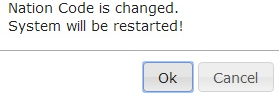 Nation Code is changed.
System will be restarted!
Ok
Cancel